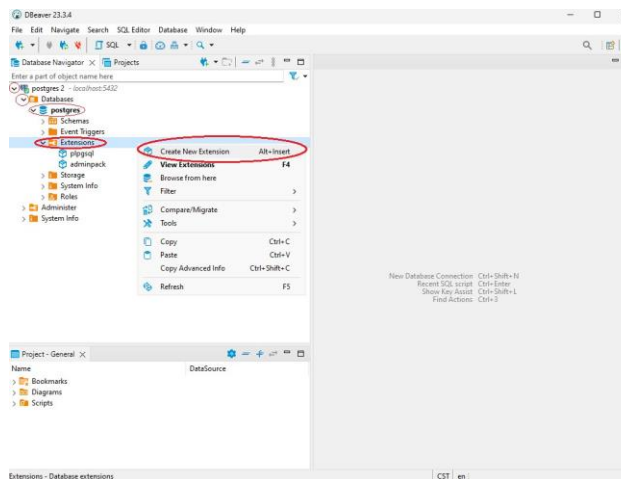 DBeaver 23.3.4
File Edit Navigate Search SQL Editor Database Window Help
SQL
Database Navigator Projects
Enter a part of object name here
postgres 2 - localhost:5432
Databases
postgres
Schemas
Event Triggers
Extensions
plpgsql
adminpack
Storage
System Info
Roles
Administer
System Info
Create New Extension Alt+Insert
View Extensions F4
Browse from here
Filter
Compare/Migrate
Tools
Copy Ctrl+C
Paste Ctrl+V
Copy Advanced Info Ctrl+Shift+C
Refresh F5
New Database Connection Ctrl+Shift+N
Recent SQL script Ctrl+Enter
Show Key Assist Ctrl+Shift+L
Find Actions Ctrl+3
Project - General
Name DataSource
Bookmarks
Diagrams
Scripts
Extensions - Database extensions
CST en